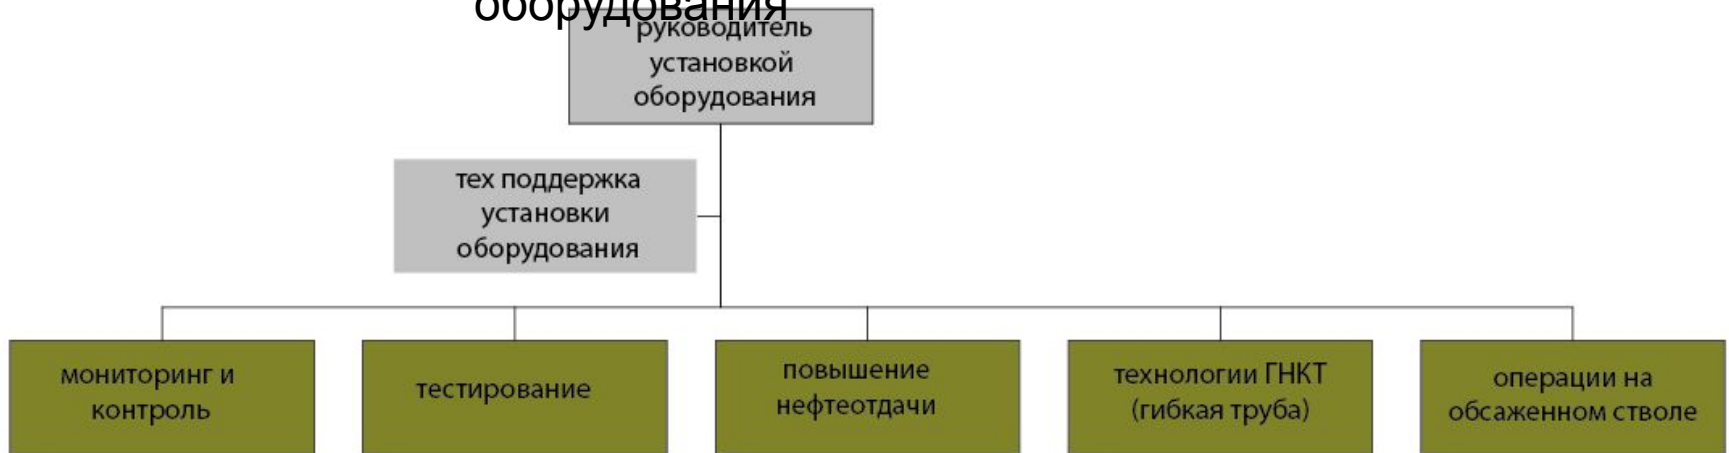 оборудования
руководитель
установкой
оборудования
тех поддержка
установки
оборудования
мониторинг и
контроль
тестирование
повышение
нефтеотдачи
технологии ГНКТ
(гибкая труба)
операции на
обсаженном стволе